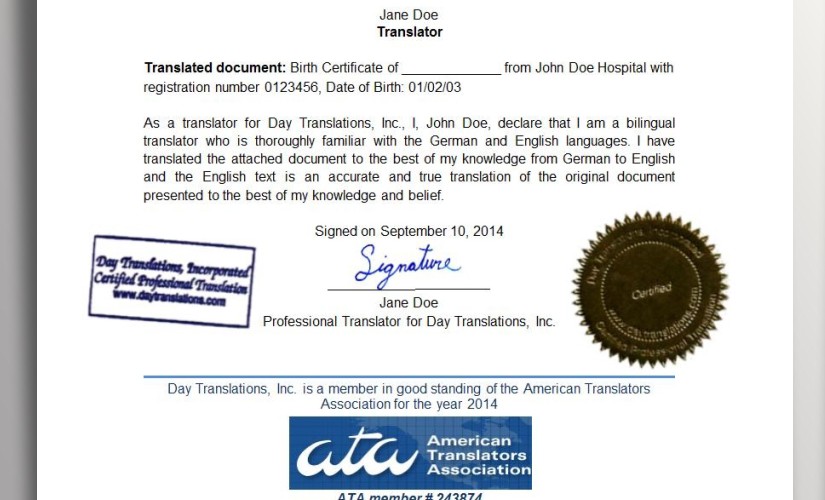 Jane Doe
Translator
Translated document: Birth Certificate of _____________ from John Doe Hospital with
registration number 0123456, Date of Birth: 01/02/03
As a translator for Day Translations, Inc., I, John Doe, declare that I am a bilingual
translator who is thoroughly familiar with the German and English languages. I have
translated the attached document to the best of my knowledge from German to English
and the English text is an accurate and true translation of the original document
presented to the best of my knowledge and belief.
Signed on September 10, 2014
Day Translations, Incorporated
Certified Professional Translation
www.daytranslations.com
Signature
Jane Doe
Professional Translator for Day Translations, Inc.
Day Translations Incorporated
Certified
www.daytranslations.com
Certified Professional Translation
Day Translations, Inc. is a member in good standing of the American Translators
Association for the year 2014
ata
American
Translators
Association
ATA member # 243874